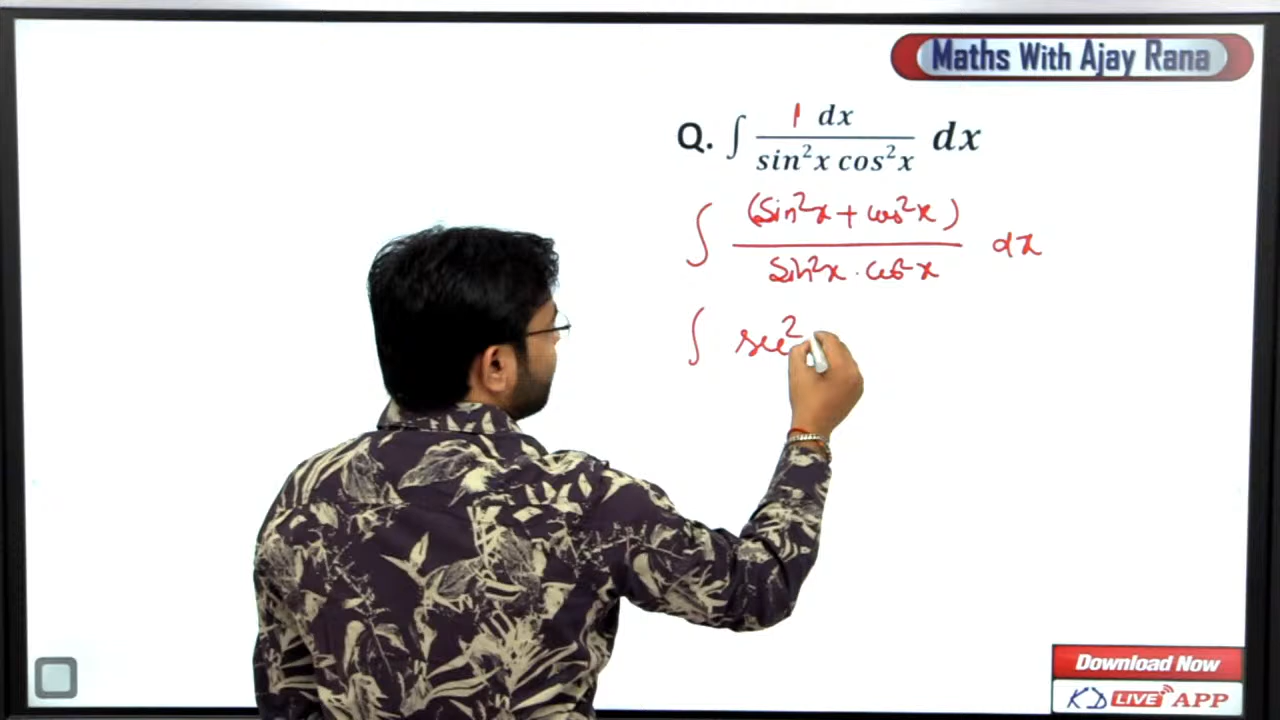 Maths With Ajay Rana
Q. ∫ 1 dx / sin²x cos²x dx
∫ (sin²x + cos²x) / sin²x · cos²x dx
∫ sec²
Download Now
KD LIVE APP